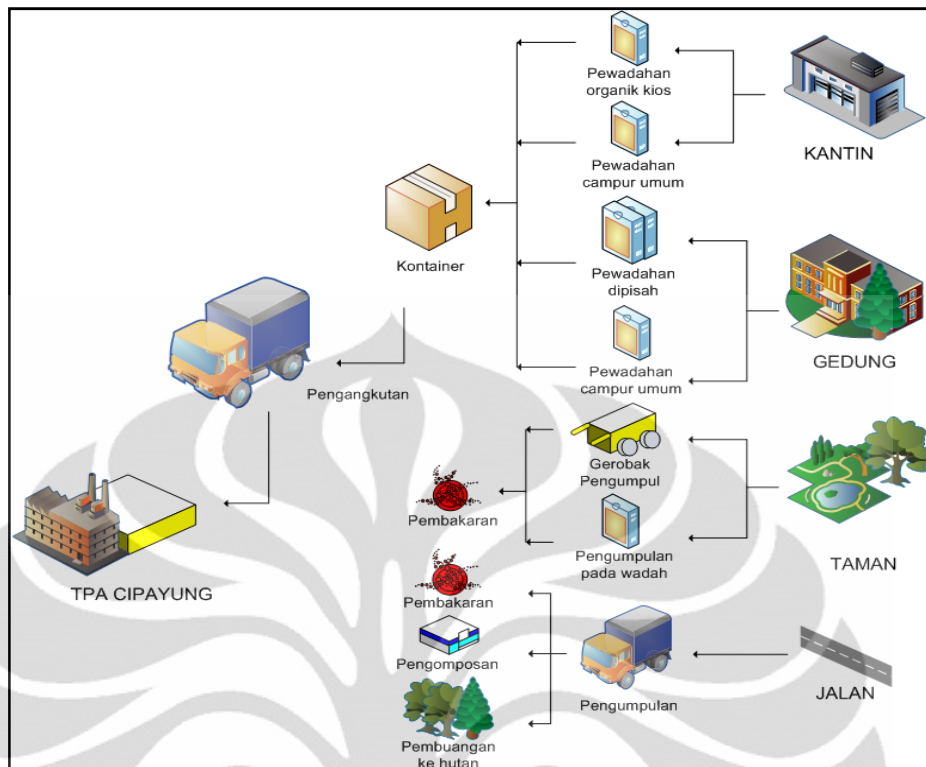 Pewadahan
organik kios
KANTIN
Pewadahan
campur umum
Kontainer
Pewadahan
dipisah
GEDUNG
Pewadahan
campur umum
Pengangkutan
Gerobak
Pengumpul
Pembakaran
TPA CIPAYUNG
Pengumpulan
pada wadah
TAMAN
Pembakaran
Pengomposan
Pengumpulan
JALAN
Pembuangan
ke hutan